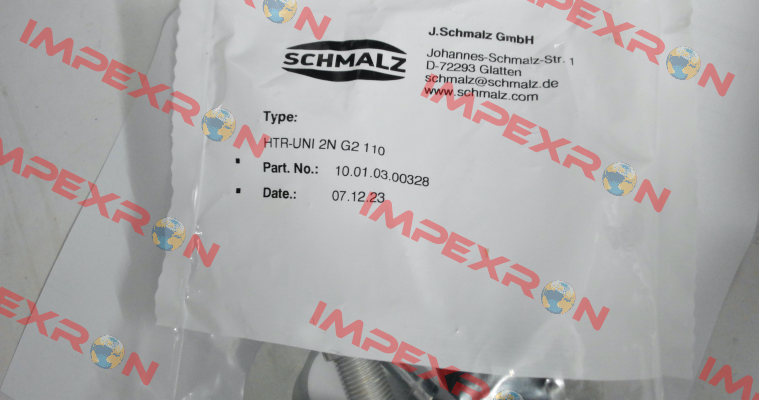 IMPEXRON
SCHMALZ
J.Schmalz GmbH
Johannes-Schmalz-Str. 1
D-72293 Glatten
schmalz@schmalz.de
www.schmalz.com
Type:
HTR-UNI 2N G2 110
Part. No.: 10.01.03.00328
Date.: 07.12.23
IMPEXRON
IMPEXRON
IMPEXRON
IMPEXRON
IMPEXRON
IMPEXRON